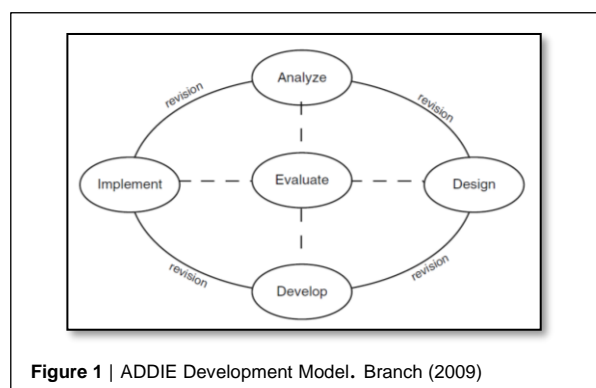 Analyze
revision
revision
Implement
Evaluate
Design
revision
revision
Develop
Figure 1 | ADDIE Development Model. Branch (2009)